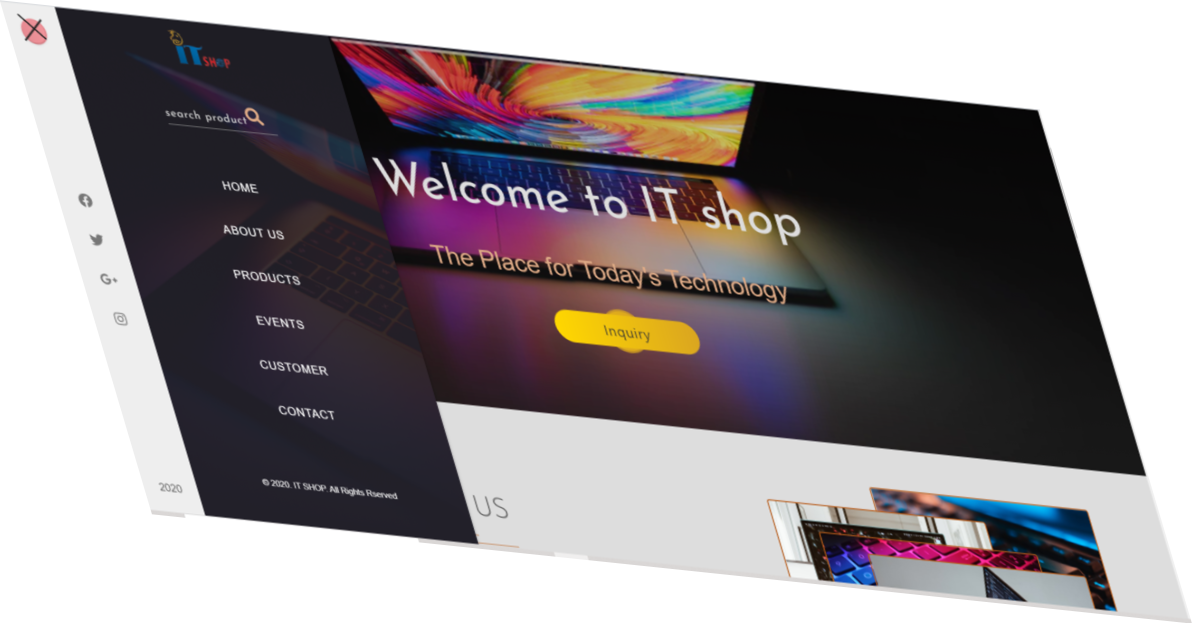 IT SHOP
search product
HOME
ABOUT US
PRODUCTS
EVENTS
CUSTOMER
CONTACT
© 2020. IT SHOP. All Rights Rserved
2020
Welcome to IT shop
The Place for Today's Technology
Inquiry
US